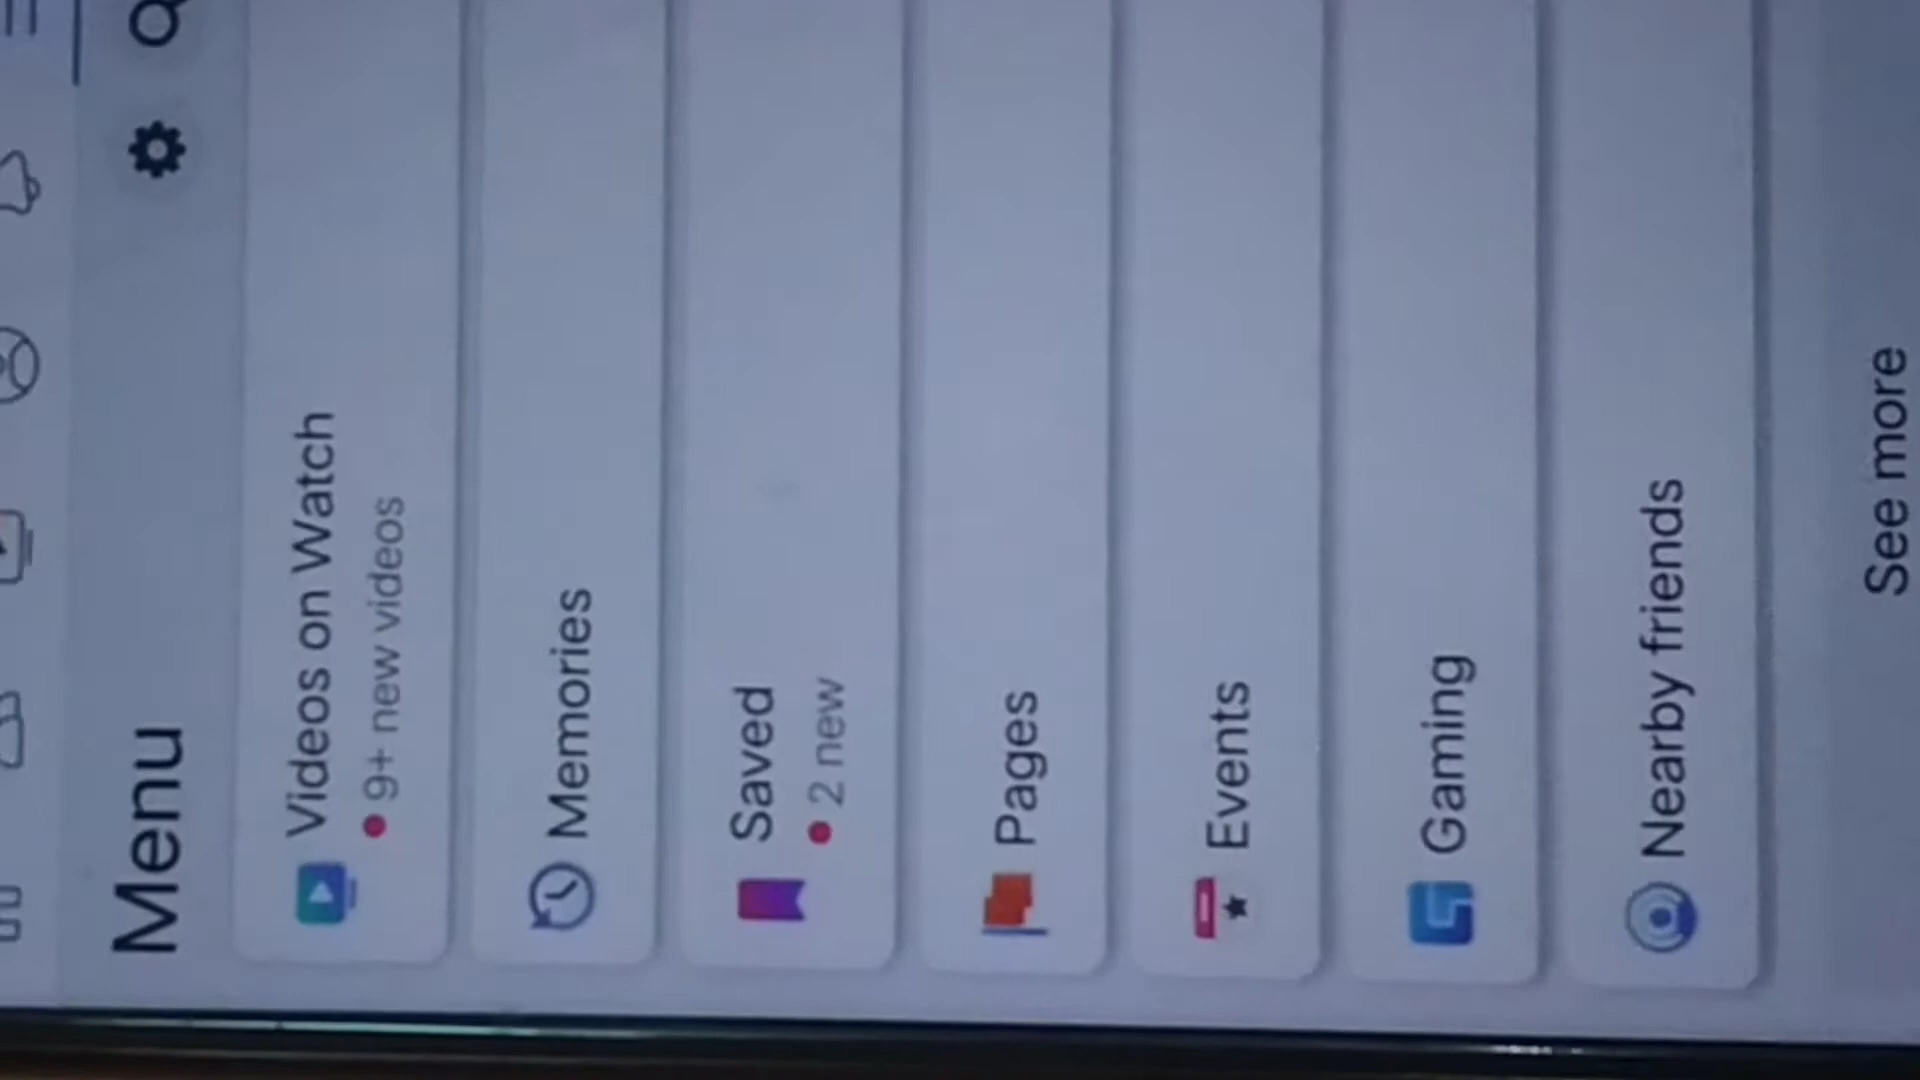 Menu
Videos on Watch
9+ new videos
Memories
Saved
2 new
Pages
Events
Gaming
Nearby friends
See more